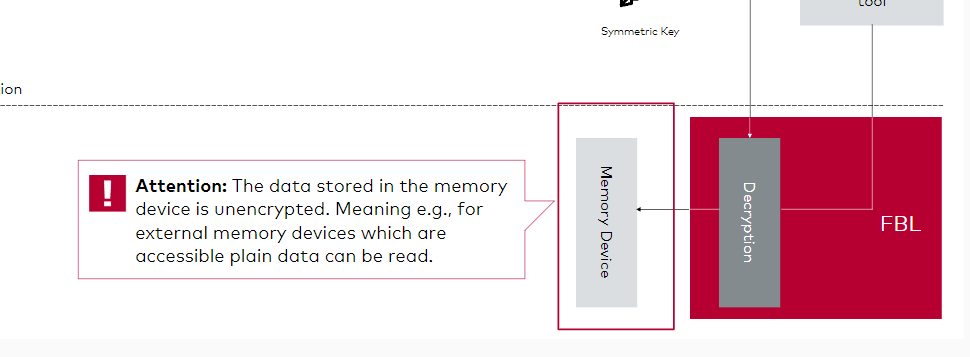 tool
Symmetric Key
ion
Attention: The data stored in the memory
device is unencrypted. Meaning e.g., for
external memory devices which are
accessible plain data can be read.
Memory Device
Decryption
FBL